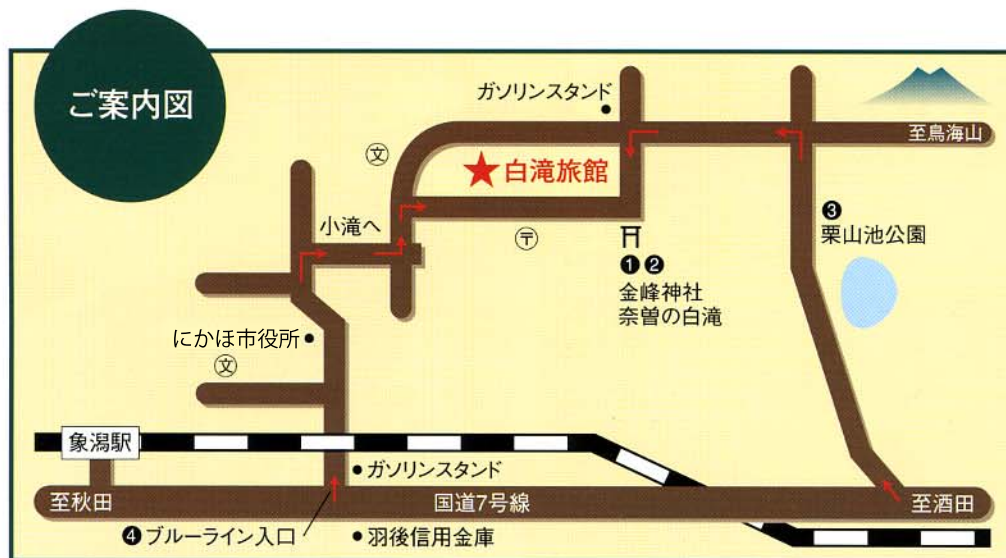 ご案内図
ガソリンスタンド
至鳥海山
文
★白滝旅館
小滝へ
〒
❸
栗山池公園
❶❷
金峰神社
奈曽の白滝
にかほ市役所
文
象潟駅
ガソリンスタンド
至秋田
国道7号線
至酒田
❹ブルーライン入口
羽後信用金庫